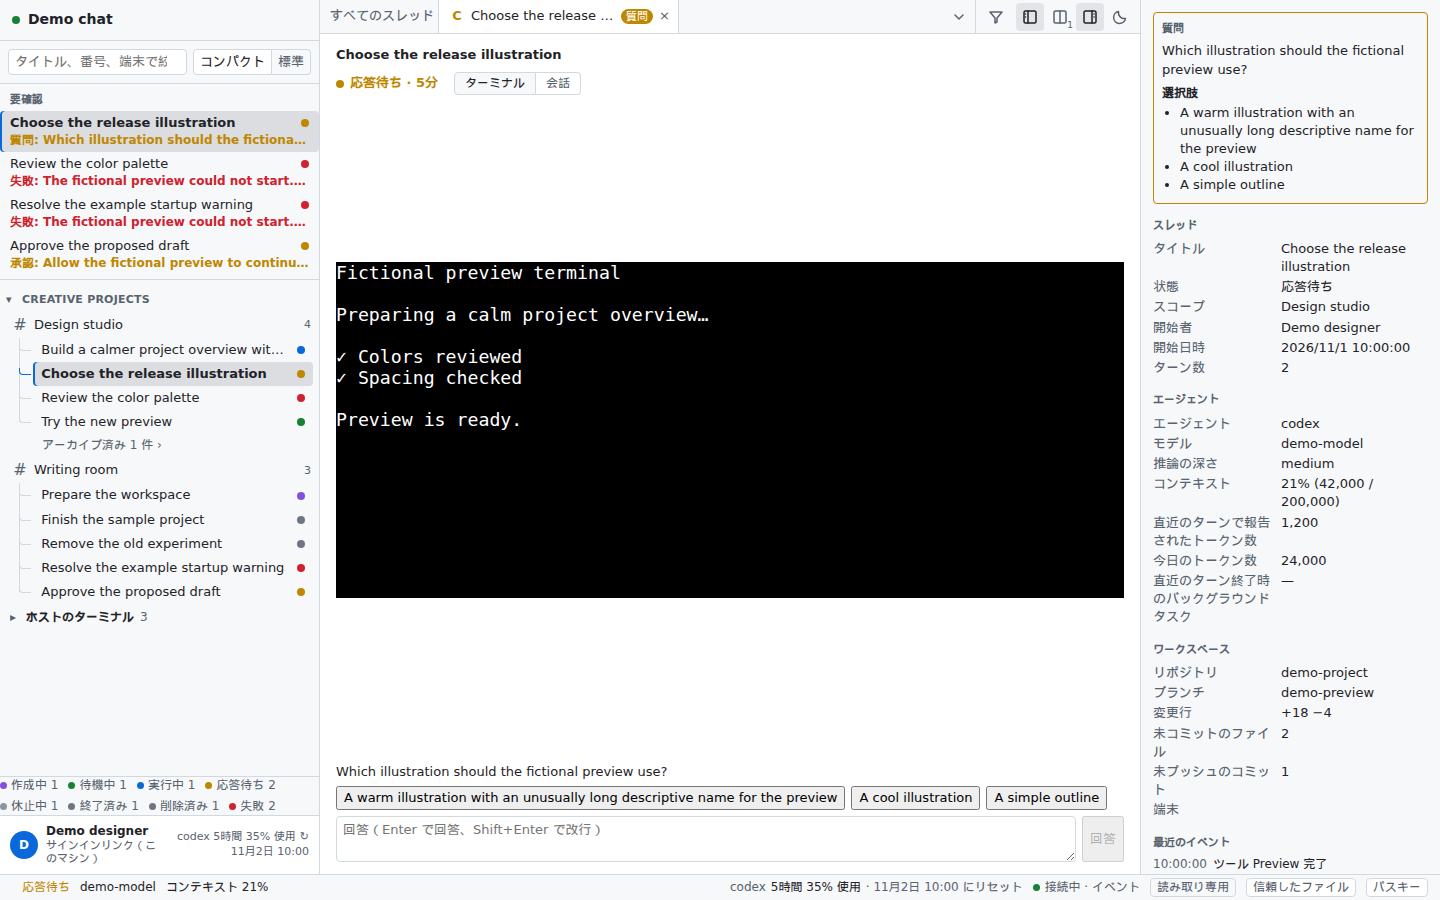 Demo chat
タイトル、番号、端末で絞
コンパクト 標準
要確認
Choose the release illustration
質問: Which illustration should the fictiona…
Review the color palette
失敗: The fictional preview could not start.…
Resolve the example startup warning
失敗: The fictional preview could not start.…
Approve the proposed draft
承認: Allow the fictional preview to continu…
CREATIVE PROJECTS
# Design studio 4
Build a calmer project overview wit…
Choose the release illustration
Review the color palette
Try the new preview
アーカイブ済み 1 件 ›
# Writing room 3
Prepare the workspace
Finish the sample project
Remove the old experiment
Resolve the example startup warning
Approve the proposed draft
ホストのターミナル 3
作成中 1 待機中 1 実行中 1 応答待ち 2
休止中 1 終了済み 1 削除済み 1 失敗 2
D
Demo designer
サインインリンク（このマシン）
codex 5時間 35% 使用 ↻
11月2日 10:00
すべてのスレッド
C Choose the release … 質問 ×
1
Choose the release illustration
応答待ち · 5分
ターミナル 会話
Fictional preview terminal
Preparing a calm project overview…
✓ Colors reviewed
✓ Spacing checked
Preview is ready.
Which illustration should the fictional preview use?
A warm illustration with an unusually long descriptive name for the preview
A cool illustration
A simple outline
回答（Enter で回答、Shift+Enter で改行）
回答
質問
Which illustration should the fictional
preview use?
選択肢
• A warm illustration with an
unusually long descriptive name for
the preview
• A cool illustration
• A simple outline
スレッド
タイトル Choose the release
illustration
状態 応答待ち
スコープ Design studio
開始者 Demo designer
開始日時 2026/11/1 10:00:00
ターン数 2
エージェント
エージェント codex
モデル demo-model
推論の深さ medium
コンテキスト 21% (42,000 /
200,000)
直近のターンで報告 1,200
されたトークン数
今日のトークン数 24,000
直近のターン終了時 —
のバックグラウンド
タスク
ワークスペース
リポジトリ demo-project
ブランチ demo-preview
変更行 +18 −4
未コミットのファイ 2
ル
未プッシュのコミッ 1
ト
端末
最近のイベント
10:00:00 ツール Preview 完了
応答待ち demo-model コンテキスト 21%
codex 5時間 35% 使用 · 11月2日 10:00 にリセット
接続中 · イベント
読み取り専用
信頼したファイル
パスキー